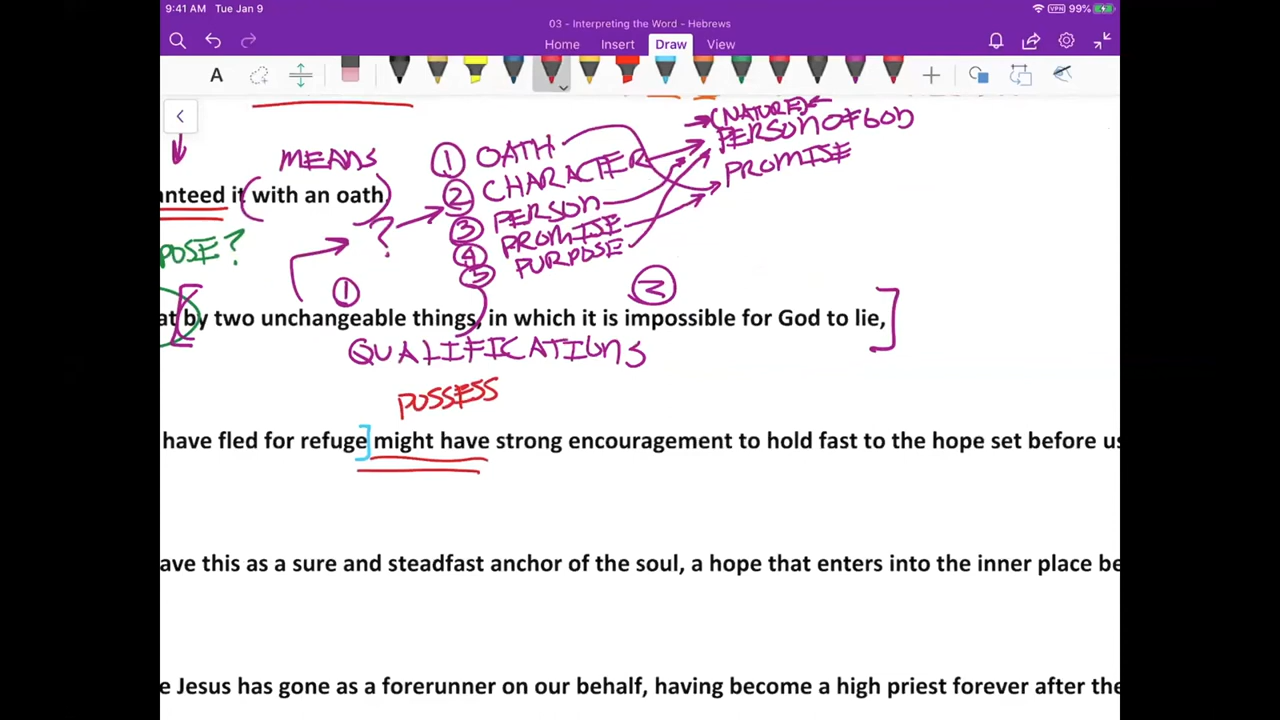 9:41 AM Tue Jan 9
VPN 99%
03 - Interpreting the Word - Hebrews
Home Insert Draw View
A
(NATURE)
PERSON OF GOD
PROMISE
MEANS
1 OATH
2 CHARACTER
3 PERSON
4 PROMISE
5 PURPOSE
anteed it (with an oath)
?
POSE?
1
2
at by two unchangeable things, in which it is impossible for God to lie,]
QUALIFICATIONS
POSSESS
have fled for refuge] might have strong encouragement to hold fast to the hope set before us
ave this as a sure and steadfast anchor of the soul, a hope that enters into the inner place be
e Jesus has gone as a forerunner on our behalf, having become a high priest forever after the